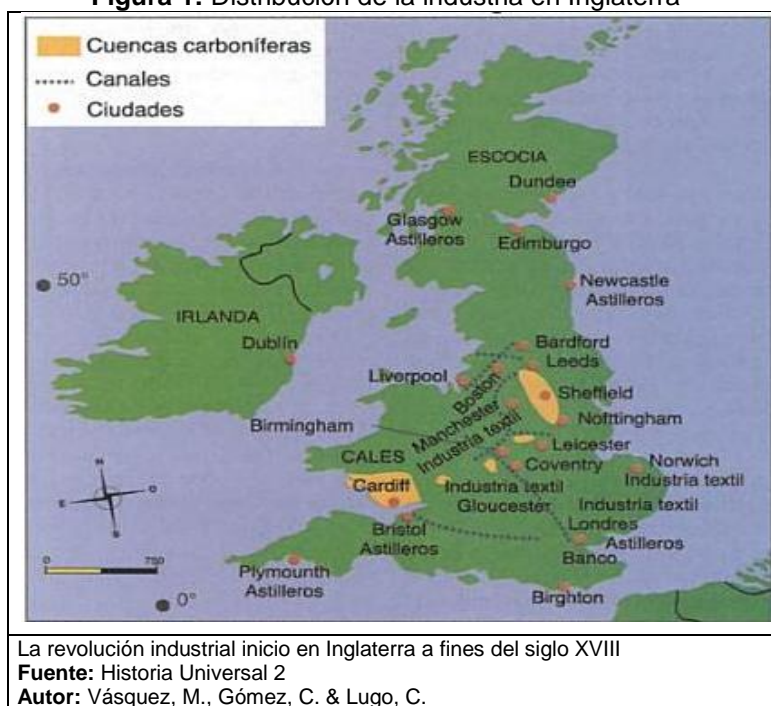 Figura 1. Distribución de la industria en Inglaterra
Cuencas carboníferas
Canales
Ciudades
ESCOCIA
Dundee
Glasgow
Astilleros
Edimburgo
50°
Newcastle
Astilleros
IRLANDA
Dublín
Bardford
Leeds
Liverpool
Boston
Sheffield
Manchester
Industria textil
Nofttingham
Birmingham
Leicester
CALES
Coventry
Norwich
Industria textil
Cardiff
Industria textil
Gloucester
Industria textil
Londres
Bristol
Astilleros
Astilleros
Banco
N
E
O
S
0
750
Plymounth
Astilleros
0°
Birghton
La revolución industrial inicio en Inglaterra a fines del siglo XVIII
Fuente: Historia Universal 2
Autor: Vásquez, M., Gómez, C. & Lugo, C.